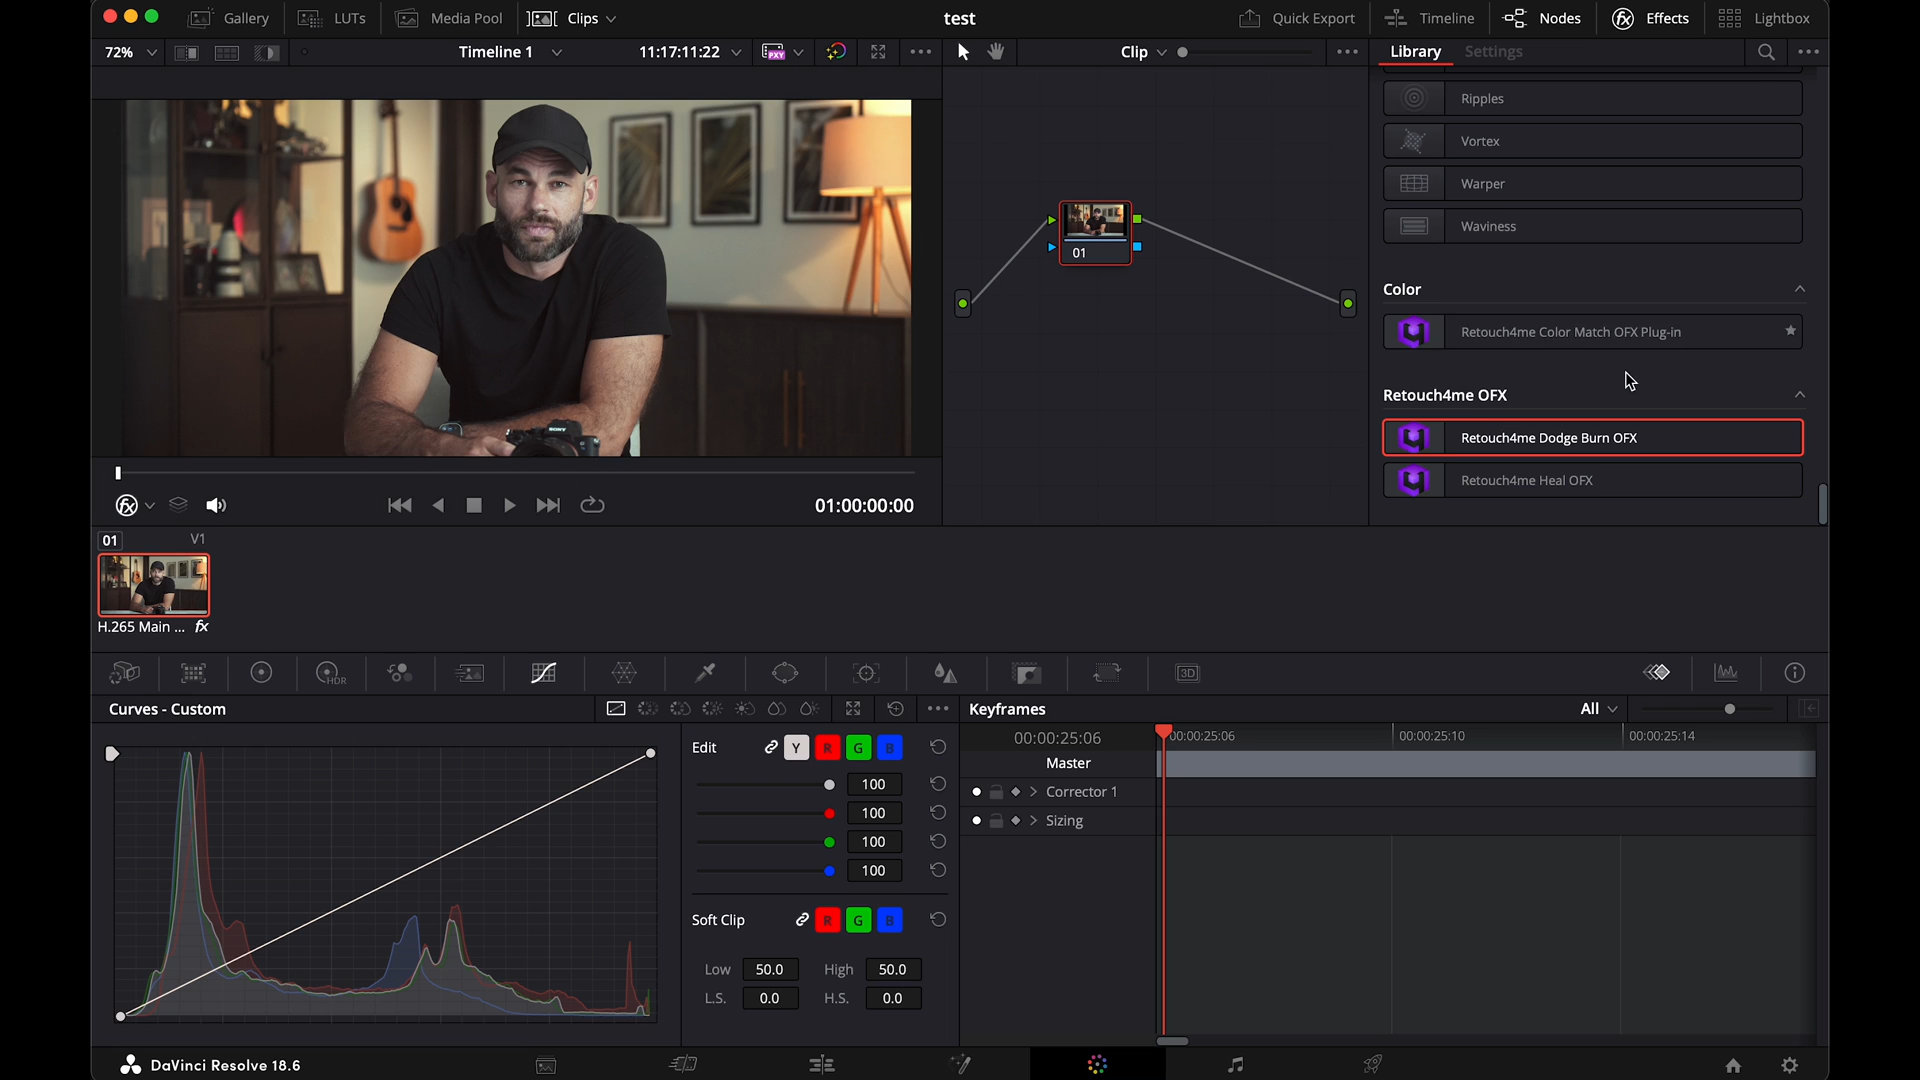 Gallery LUTs Media Pool Clips test Quick Export Timeline Nodes Effects Lightbox
72% Timeline 1 11:17:11:22 PXY Clip Library Settings
Ripples
Vortex
Warper
Waviness
Color
Retouch4me Color Match OFX Plug-in
Retouch4me OFX
Retouch4me Dodge Burn OFX
Retouch4me Heal OFX
SONY
01
01:00:00:00
01 V1
H.265 Main ... fx
HDR
3D
Curves - Custom
Edit Y R G B
100
100
100
100
Soft Clip R G B
Low 50.0 High 50.0
L.S. 0.0 H.S. 0.0
Keyframes All
00:00:25:06 00:00:25:06 00:00:25:10 00:00:25:14
Master
Corrector 1
Sizing
DaVinci Resolve 18.6